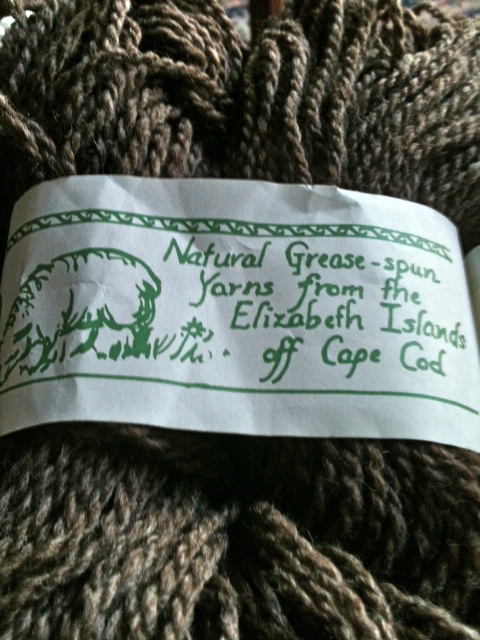 Natural Grease-spun
Yarns from the
Elizabeth Islands
off Cape Cod